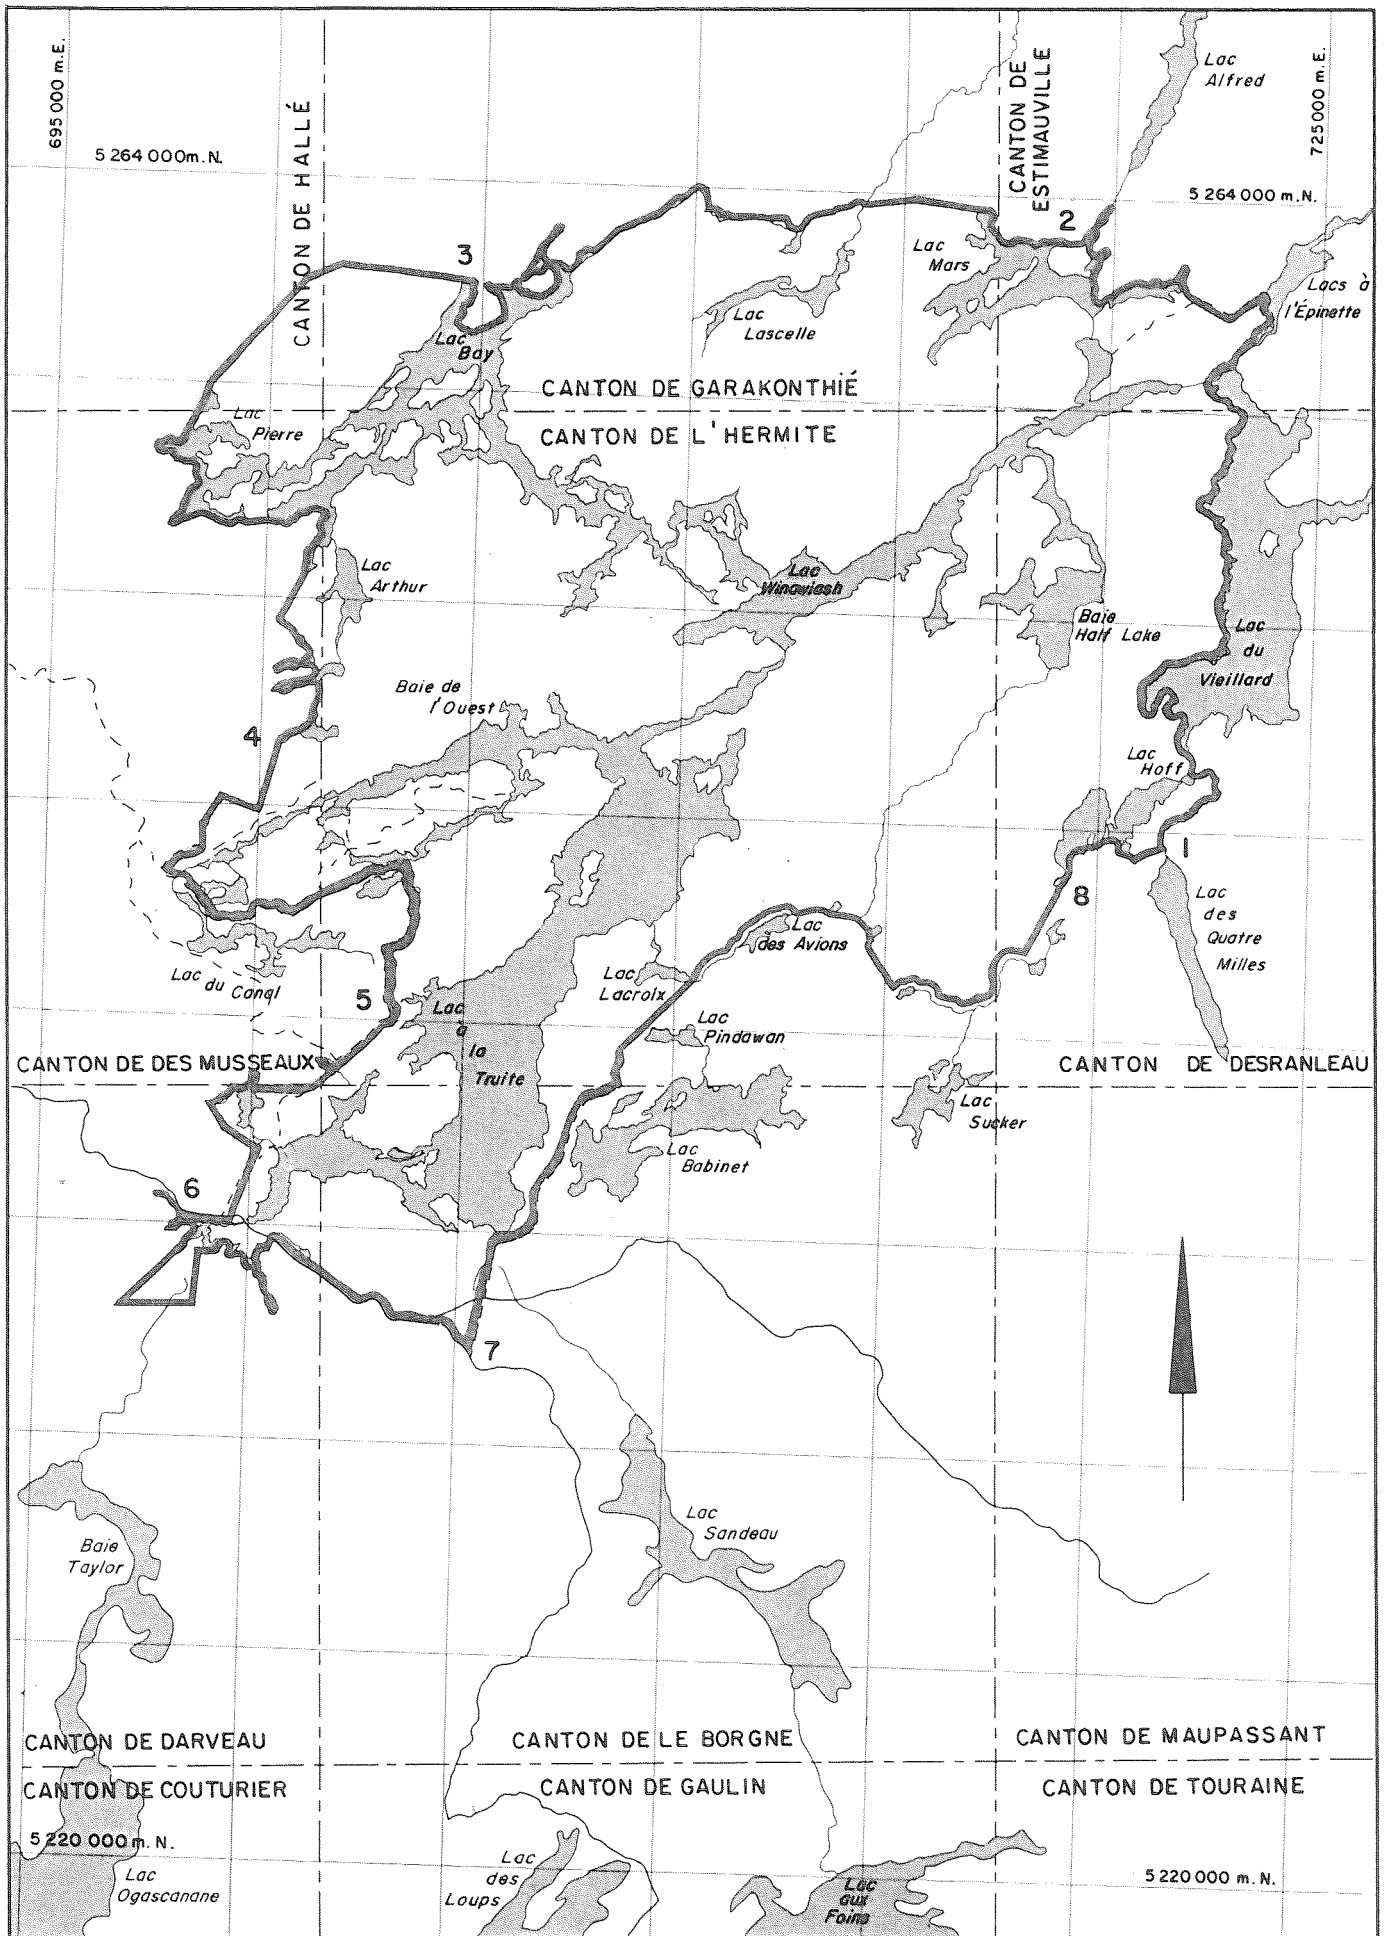 695000 m.E.
5 264 000m. N.
CANTON DE HALLÉ
CANTON DE
ESTIMAUVILLE
Lac
Alfred
725000 m.E.
5 264 000 m.N.
2
3
Lac
Mars
Lacs à
l'Épinette
Lac
Lascelle
Lac
Bay
CANTON DE GARAKONTHIÉ
CANTON DE L'HERMITE
Lac
Pierre
Lac
Arthur
Lac
Winawiash
Baie
Half Lake
Lac
du
Vieillard
Baie de
l'Ouest
4
Lac
Hoff
1
8
Lac
des
Quatre
Milles
Lac
des Avions
Lac
du Canal
5
Lac
Lacroix
Lac
à
la
Truite
Lac
Pindawan
CANTON DE DES MUSSEAUX
CANTON DE DESRANLEAU
Lac
Sucker
Lac
Babinet
6
7
Lac
Sandeau
Baie
Taylor
CANTON DE DARVEAU
CANTON DE LE BORGNE
CANTON DE MAUPASSANT
CANTON DE COUTURIER
CANTON DE GAULIN
CANTON DE TOURAINE
5 220 000 m. N.
Lac
Ogascanane
Lac
des
Loups
Lac
aux
Foins
5 220 000 m. N.